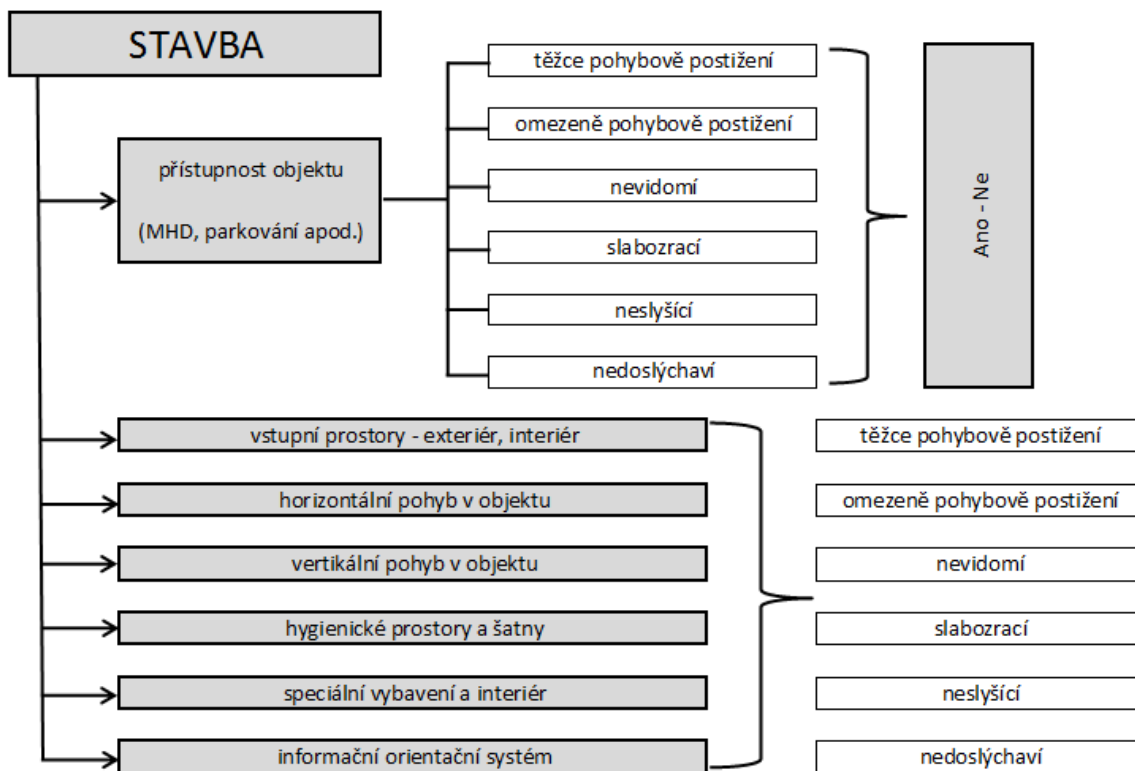 STAVBA
přístupnost objektu
(MHD, parkování apod.)
těžce pohybově postižení
omezeně pohybově postižení
nevidomí
slabozrací
neslyšící
nedoslýchaví
Ano - Ne
vstupní prostory - exteriér, interiér
horizontální pohyb v objektu
vertikální pohyb v objektu
hygienické prostory a šatny
speciální vybavení a interiér
informační orientační systém
těžce pohybově postižení
omezeně pohybově postižení
nevidomí
slabozrací
neslyšící
nedoslýchaví